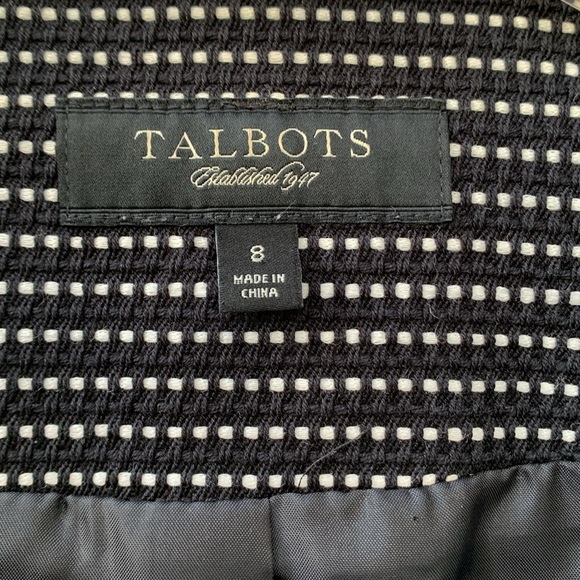 TALBOTS
Established 1947
8
MADE IN
CHINA